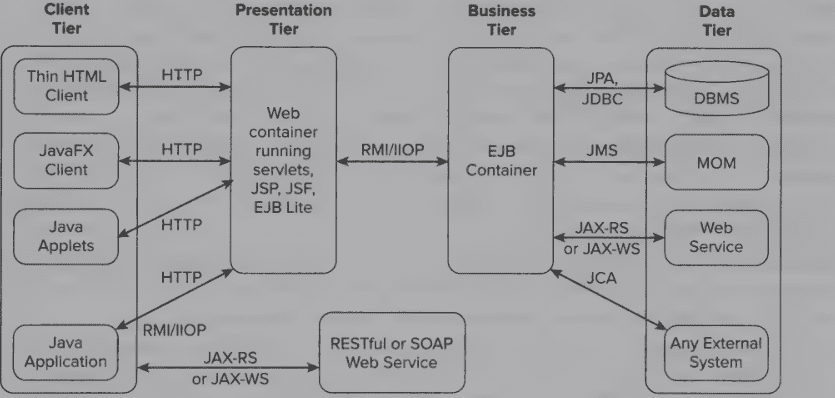 Client
Tier
Presentation
Tier
Business
Tier
Data
Tier
Thin HTML
Client
HTTP
JavaFX
Client
HTTP
Java
Applets
HTTP
HTTP
Java
Application
RMI/IIOP
JAX-RS
or JAX-WS
Web
container
running
servlets,
JSP, JSF,
EJB Lite
RMI/IIOP
RESTful or SOAP
Web Service
EJB
Container
JPA,
JDBC
JMS
JAX-RS
or JAX-WS
JCA
DBMS
MOM
Web
Service
Any External
System